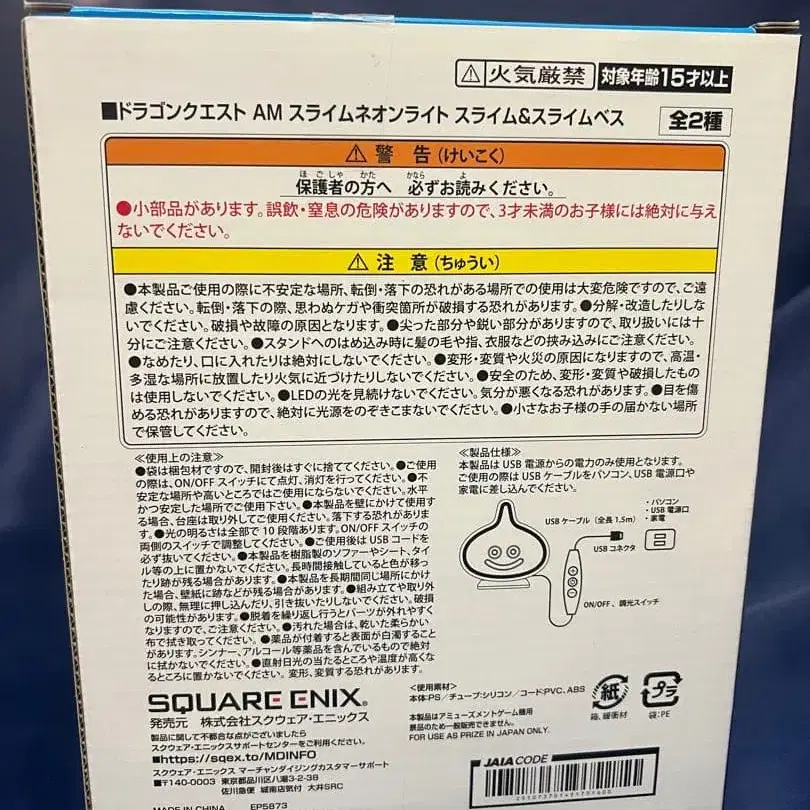 ⚠火気厳禁 対象年齢15才以上
■ドラゴンクエスト AM スライムネオンライト スライム&スライムベス 全2種
⚠ 警 告 (けいこく)
ほごしゃ かた かなら よ
保護者の方へ 必ずお読みください。
●小部品があります。誤飲・窒息の危険がありますので、3才未満のお子様には絶対に与え
ないでください。
⚠ 注 意 (ちゅうい)
●本製品ご使用の際に不安定な場所、転倒・落下の恐れがある場所での使用は大変危険ですので、ご遠
慮ください。転倒・落下の際、思わぬケガや衝突箇所が破損する恐れがあります。●分解・改造したりしな
いでください。破損や故障の原因となります。●尖った部分や鋭い部分がありますので、取り扱いには十
分にご注意ください。●スタンドへのはめ込み時に髪の毛や指、衣服などの挟み込みにご注意ください。
●なめたり、口に入れたりは絶対にしないでください。●変形・変質や火災の原因になりますので、高温・
多湿な場所に放置したり火気に近づけたりしないでください。●安全のため、変形・変質や破損したもの
は使用しないでください。●LEDの光を見続けないでください。気分が悪くなる恐れがあります。●目を傷
める恐れがありますので、絶対に光源をのぞきこまないでください。●小さなお子様の手の届かない場所
で保管してください。
≪使用上の注意≫
●袋は梱包材ですので、開封後はすぐに捨ててください。●ご使用
の際は、ON/OFF スイッチにて点灯、消灯を行ってください。●不
安定な場所や高いところではご使用にならないでください。水平
かつ安定した場所でご使用下さい。●本製品を壁にかけて使用す
る場合、台座は取り外してご使用ください。落下する恐れがありま
す。●光の明るさは全部で 10 段階あります。ON/OFF スイッチの
両側のスイッチで調整してください。●ご使用後は USB コードを
必ず抜いてください。●本製品を樹脂製のソファーやシート、タイ
ル等の上に置かないでください。長時間接触していると色が移っ
たり跡が残る場合があります。●本製品を長期間同じ場所にかけ
た場合、壁紙に跡などが残る場合があります。●組み立てや取り外
しの際、無理に押し込んだり、引き抜いたりしないでください。破損
の可能性があります。●脱着を繰り返し行うとパーツが外れやすく
なりますので、ご注意ください。●汚れた場合は、乾いた柔らかい
布で拭き取ってください。●薬品が付着すると表面が白濁すること
があります。シンナー、アルコール等薬品を含んでいるもので絶対
に拭かないでください。●直射日光の当たるところや温度が高くな
るところに置かないでください。変形、変質する恐れがあります。
≪製品仕様≫
本製品は USB 電源からの電力のみ使用となります。
ご使用の際は USB ケーブルをパソコン、USB 電源口や
家電に差し込んでください。
・パソコン
・USB 電源口
・家電
USB ケーブル (全長 1.5m)
USB コネクタ
ON/OFF 、調光スイッチ
SQUARE ENIX®
発売元 株式会社スクウェア・エニックス
製品に関して不都合な点がございましたら
スクウェア・エニックスサポートセンターをご利用ください。
■https://sqex.to/MDINFO
スクウェア・エニックス マーチャンダイジングカスタマーサポート
■〒140-0003 東京都品川区八潮3-2-38
佐川急便 城南店気付 大井SRC
MADE IN CHINA EP5873
≪使用素材≫
本体:PS/チューブ:シリコン/コード:PVC、ABS
本製品はアミューズメントゲーム機用
景品のため一般販売できません。
FOR USE AS PRIZE IN JAPAN ONLY.
紙
箱、緩衝材
プラ
袋:PE
JAIA CODE